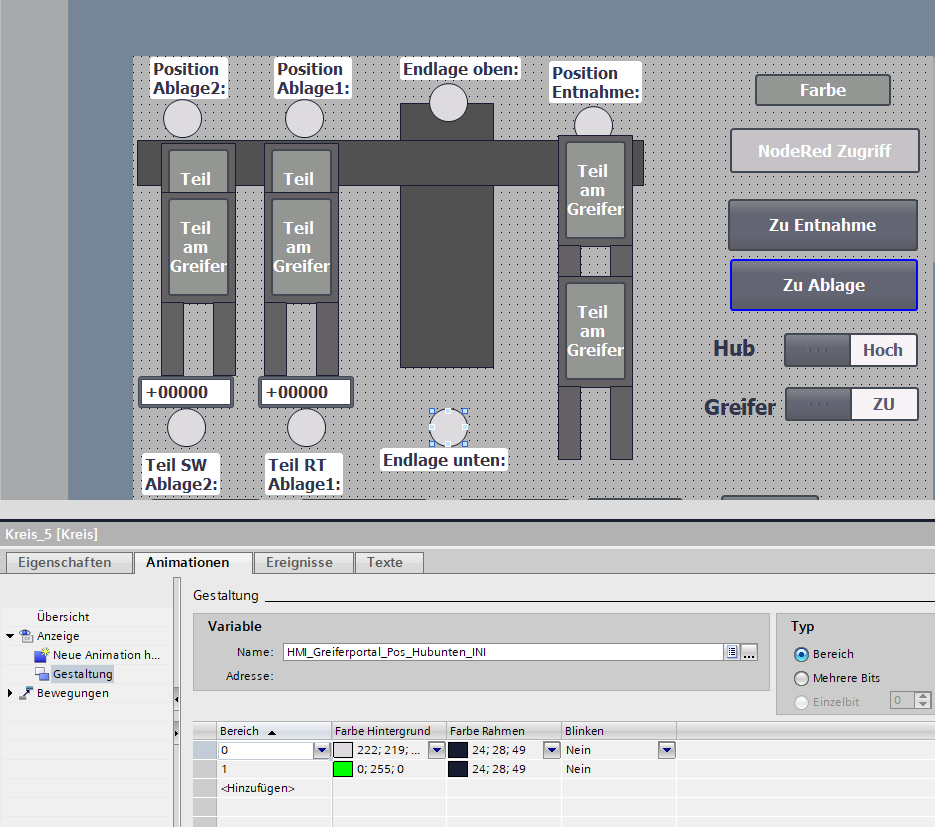 Position
Ablage2:
Position
Ablage1:
Endlage oben:
Position
Entnahme:
Farbe
NodeRed Zugriff
Teil
Teil
Teil
am
Greifer
Teil
am
Greifer
Teil
am
Greifer
Zu Entnahme
Zu Ablage
Teil
am
Greifer
Hub
Hoch
+00000
+00000
Greifer
ZU
Teil SW
Ablage2:
Teil RT
Ablage1:
Endlage unten:
Kreis_5 [Kreis]
Eigenschaften
Animationen
Ereignisse
Texte
Übersicht
Anzeige
Neue Animation h...
Gestaltung
Bewegungen
Gestaltung
Variable
Name:
HMI_Greiferportal_Pos_Hubunten_INI
...
Adresse:
Typ
Bereich
Mehrere Bits
Einzelbit
0
Bereich Farbe Hintergrund Farbe Rahmen Blinken
0 222; 219; ... 24; 28; 49 Nein
1 0; 255; 0 24; 28; 49 Nein
<Hinzufügen>